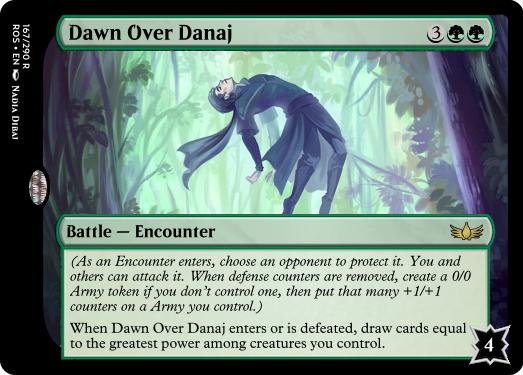 Dawn Over Danaj
3
167/290 R
ROS • EN NADIA DIBAJ
Battle — Encounter
(As an Encounter enters, choose an opponent to protect it. You and
others can attack it. When defense counters are removed, create a 0/0
Army token if you don't control one, then put that many +1/+1
counters on a Army you control.)
When Dawn Over Danaj enters or is defeated, draw cards equal
to the greatest power among creatures you control.
4